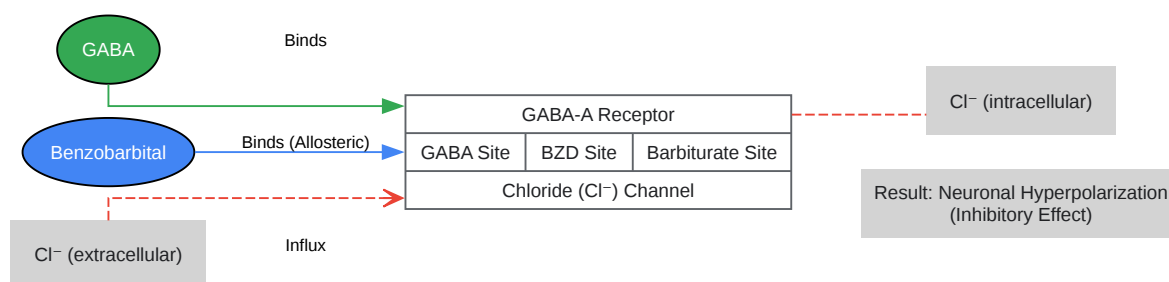 GABA
Binds
Cl⁻ (intracellular)
GABA-A Receptor
Benzobarbital
Binds (Allosteric)
GABA Site
BZD Site
Barbiturate Site
Chloride (Cl⁻) Channel
Result: Neuronal Hyperpolarization
(Inhibitory Effect)
Cl⁻ (extracellular)
Influx